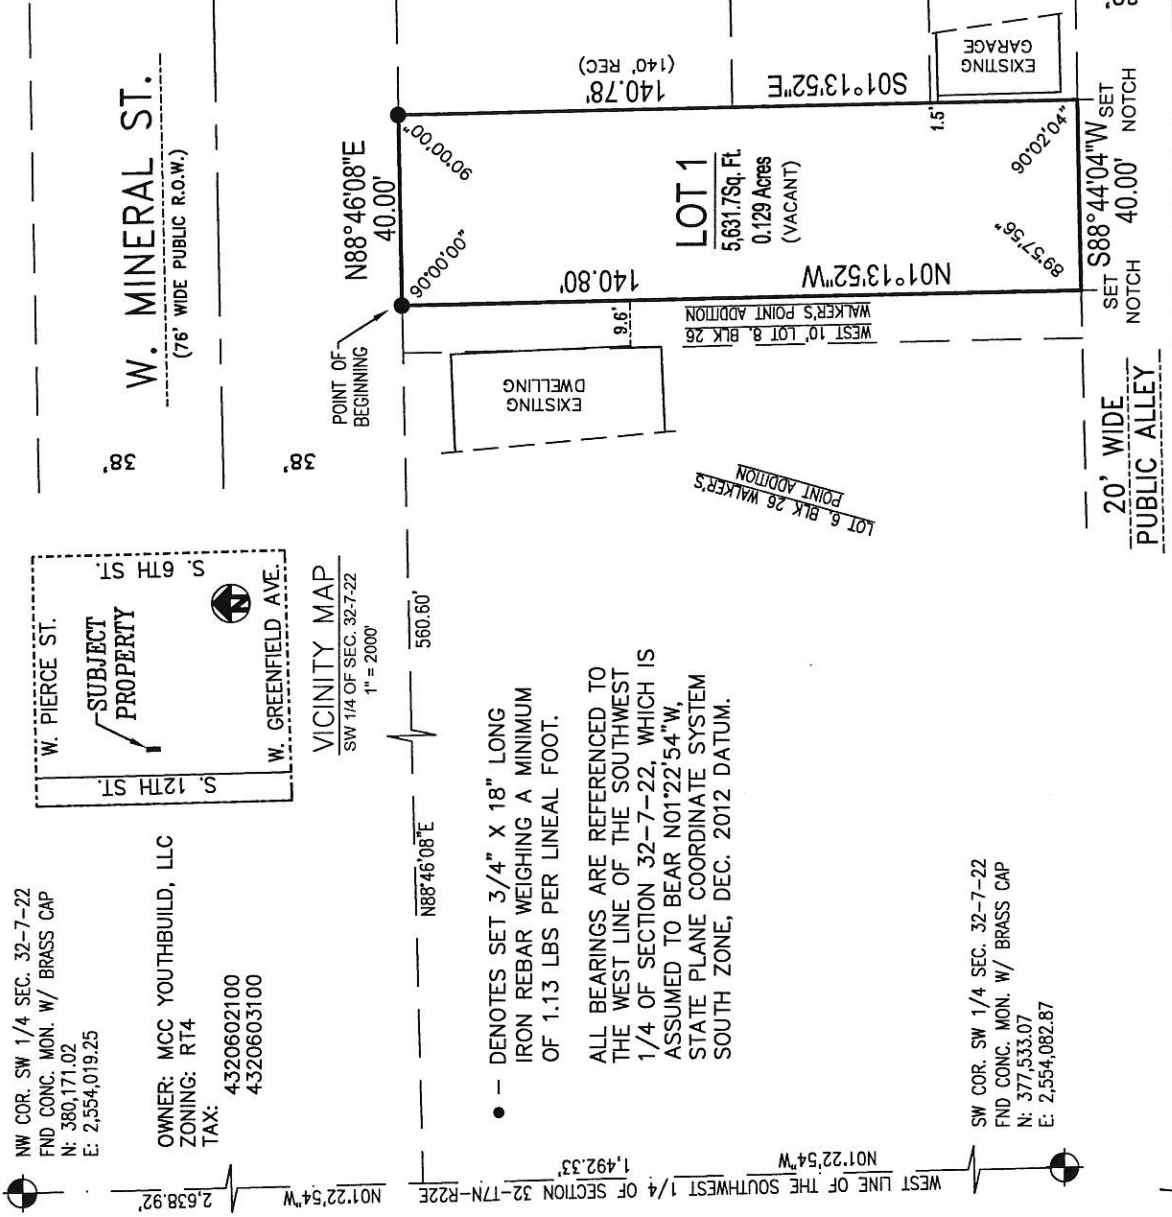 W. MINERAL ST.
(76' WIDE PUBLIC R.O.W.)
38'
38'
N88°46'08"E
40.00'
POINT OF
BEGINNING
90°00'00"
90°00'00"
140.78'
(140' REC)
S01°13'52"E
1.5'
EXISTING
GARAGE
LOT 1
5,631.7Sq. Ft.
0.129 Acres
(VACANT)
140.80'
N01°13'52"W
9.6'
WEST 10' LOT 8, BLK 26
WALKER'S POINT ADDITION
EXISTING
DWELLING
89°57'56"
90°02'04"
SET
NOTCH
S88°44'04"W
40.00'
SET
NOTCH
20' WIDE
PUBLIC ALLEY
LOT 6, BLK 26 WALKER'S
POINT ADDITION
W. PIERCE ST.
SUBJECT
PROPERTY
S. 6TH ST.
S. 12TH ST.
N
W. GREENFIELD AVE.
VICINITY MAP
SW 1/4 OF SEC. 32-7-22
1" = 2000'
560.60'
N88°46'08"E
NW COR. SW 1/4 SEC. 32-7-22
FND CONC. MON. W/ BRASS CAP
N: 380,171.02
E: 2,554,019.25
OWNER: MCC YOUTHBUILD, LLC
ZONING: RT4
TAX:
4320602100
4320603100
- DENOTES SET 3/4" X 18" LONG
IRON REBAR WEIGHING A MINIMUM
OF 1.13 LBS PER LINEAL FOOT.
ALL BEARINGS ARE REFERENCED TO
THE WEST LINE OF THE SOUTHWEST
1/4 OF SECTION 32-7-22, WHICH IS
ASSUMED TO BEAR N01°22'54"W,
STATE PLANE COORDINATE SYSTEM
SOUTH ZONE, DEC. 2012 DATUM.
SW COR. SW 1/4 SEC. 32-7-22
FND CONC. MON. W/ BRASS CAP
N: 377,533.07
E: 2,554,082.87
2,638.92'
N01°22'54"W
WEST LINE OF THE SOUTHWEST 1/4 OF SECTION 32-T7N-R22E
1,492.33'
N01°22'54"W